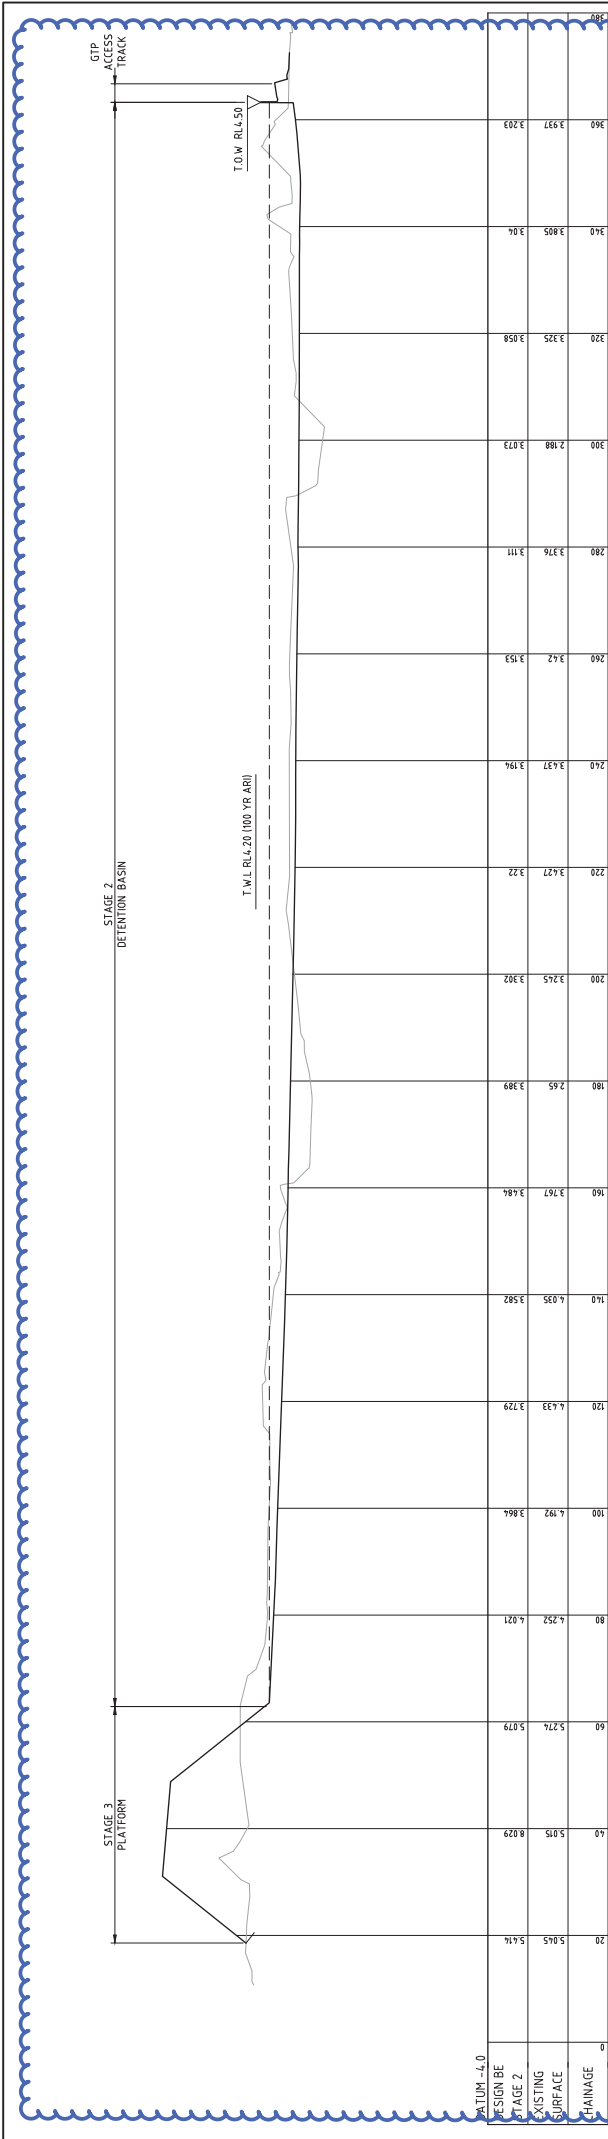 STAGE 3
PLATFORM
STAGE 2
DETENTION BASIN
GTP
ACCESS
TRACK
T.W.L RL4.20 (100 YR ARI)
T.O.W RL4.50
DATUM -4.0
DESIGN BE
STAGE 2
5.414 8.029 5.079 4.021 3.864 3.729 3.582 3.484 3.389 3.302 3.22 3.194 3.153 3.111 3.073 3.058 3.04 3.203
EXISTING
SURFACE
5.045 5.015 5.274 4.252 4.192 4.433 4.035 3.767 2.65 3.245 3.427 3.437 3.42 3.376 2.188 3.325 3.805 3.937
CHAINAGE
0 20 40 60 80 100 120 140 160 180 200 220 240 260 280 300 320 340 360 380